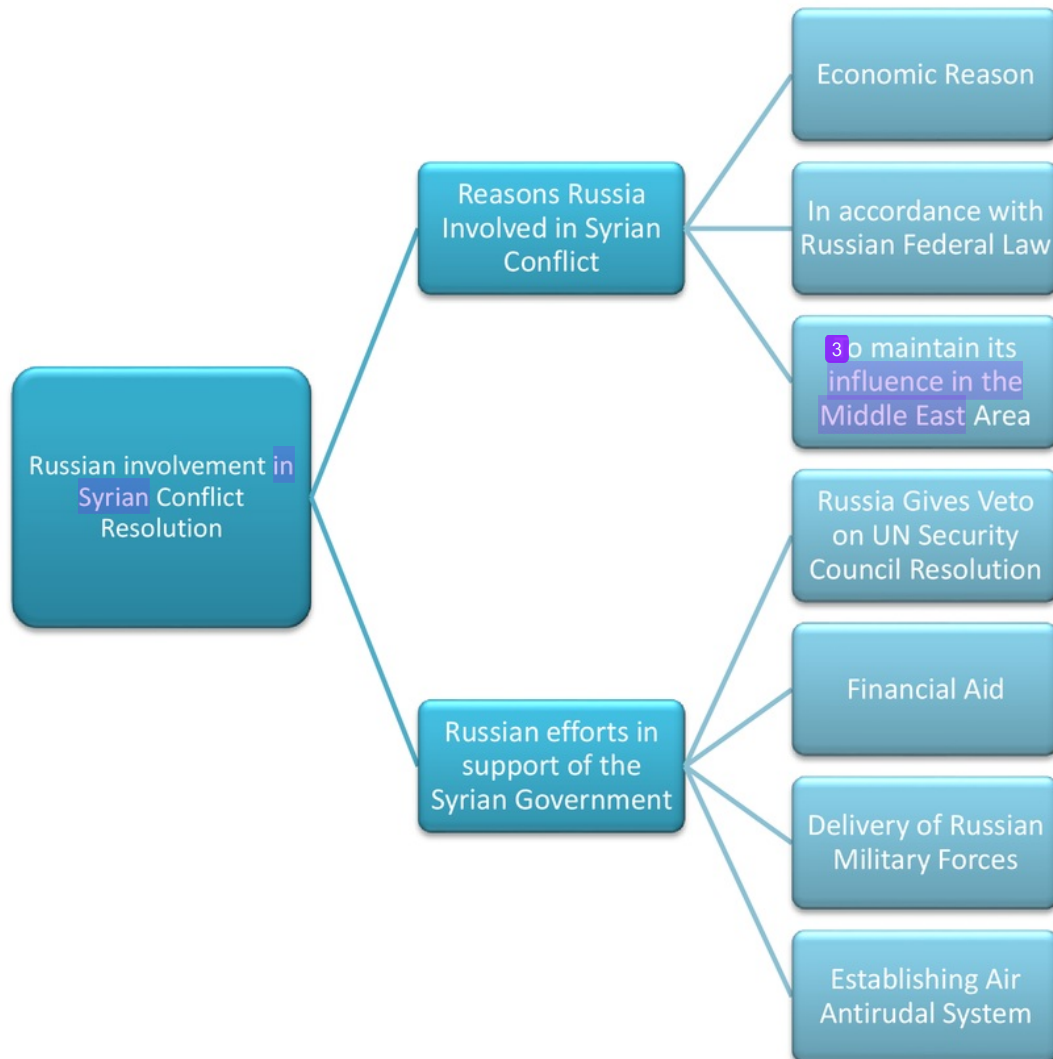 Economic Reason
Reasons Russia
Involved in Syrian
Conflict
In accordance with
Russian Federal Law
3
o maintain its
influence in the
Middle East Area
Russian involvement in
Syrian Conflict
Resolution
Russia Gives Veto
on UN Security
Council Resolution
Russian efforts in
support of the
Syrian Government
Financial Aid
Delivery of Russian
Military Forces
Establishing Air
Antirudal System